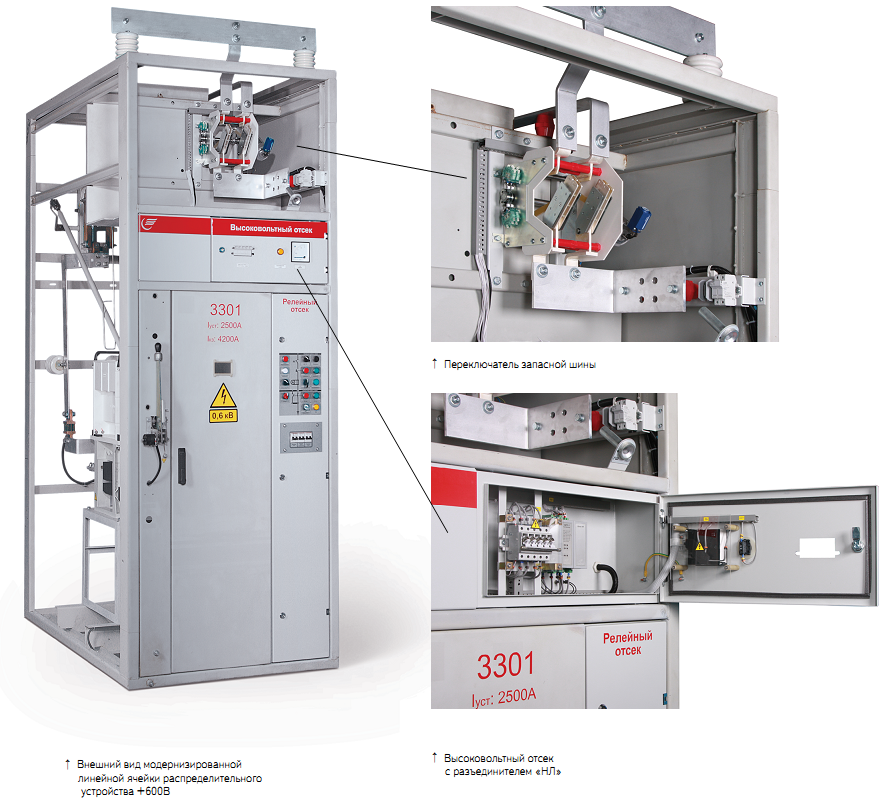 Высоковольтный отсек
3301
Iуст: 2500А
4200А
Релейный
отсек
0,6 кВ
↑ Переключатель запасной шины
Релейный
отсек
3301
Iуст: 2500А
↑ Внешний вид модернизированной
линейной ячейки распределительного
устройства +600В
↑ Высоковольтный отсек
с разъединителем «НЛ»